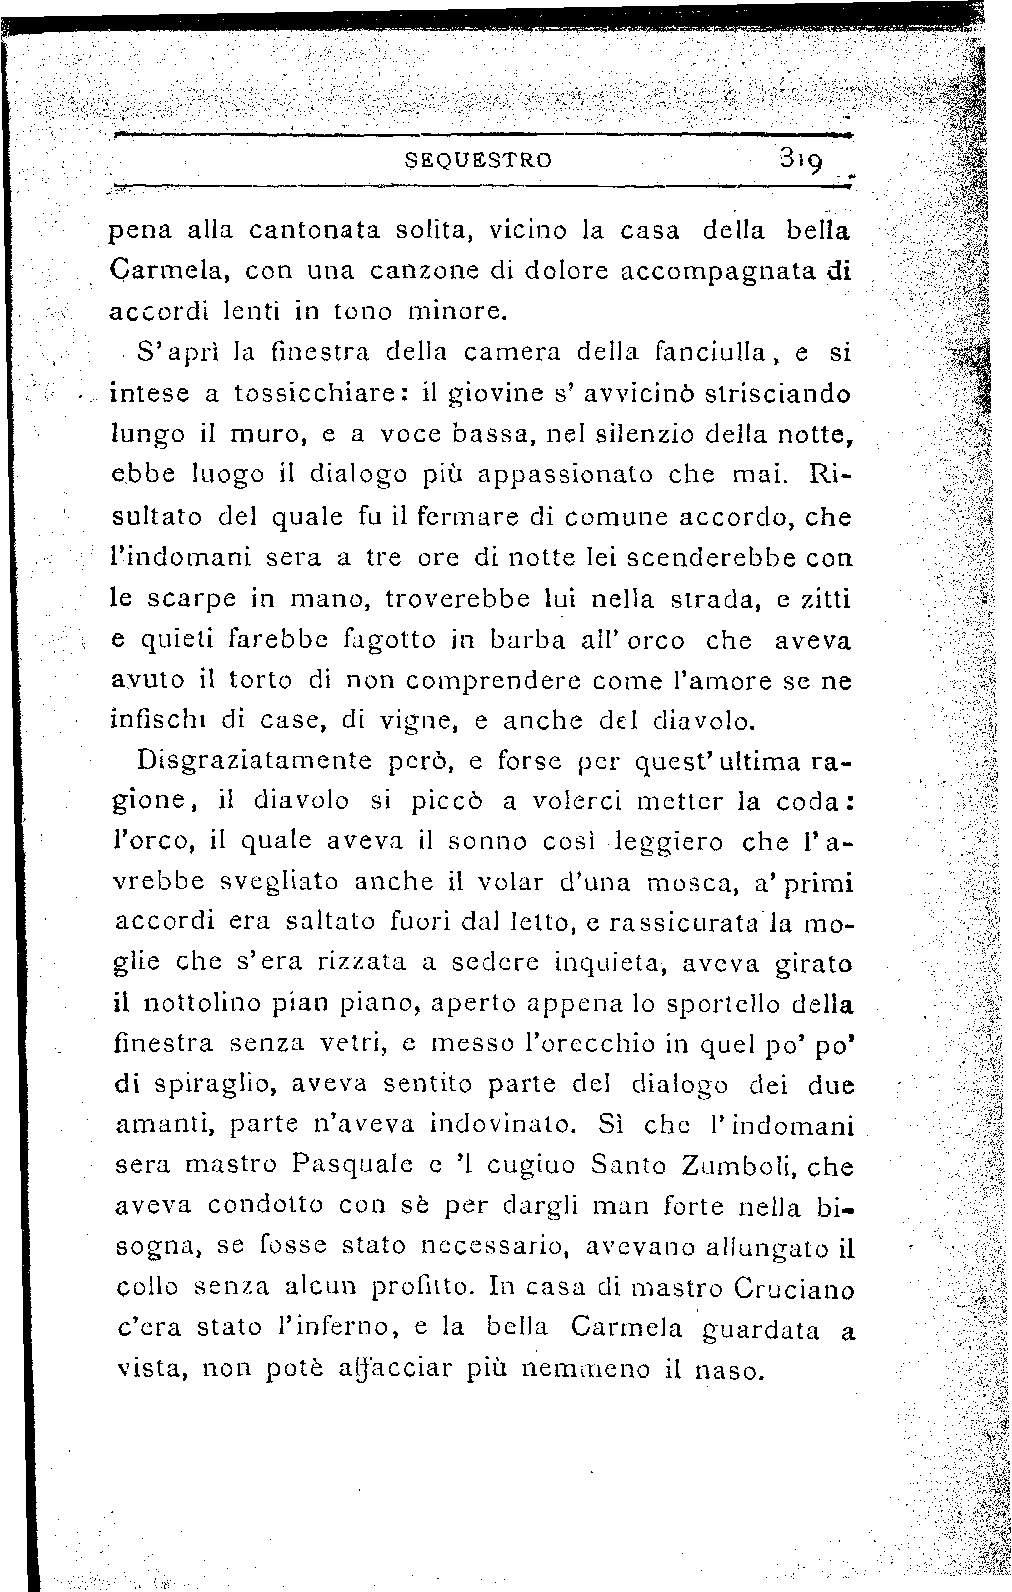 SEQUESTRO 319
pena alla cantonata solita, vicino la casa della bella
Carmela, con una canzone di dolore accompagnata di
accordi lenti in tono minore.
S'aprì la finestra della camera della fanciulla, e si
intese a tossicchiare: il giovine s' avvicinò strisciando
lungo il muro, e a voce bassa, nel silenzio della notte,
ebbe luogo il dialogo più appassionato che mai. Ri-
sultato del quale fu il fermare di comune accordo, che
l'indomani sera a tre ore di notte lei scenderebbe con
le scarpe in mano, troverebbe lui nella strada, e zitti
e quieti farebbe fagotto in barba all' orco che aveva
avuto il torto di non comprendere come l'amore se ne
infischi di case, di vigne, e anche del diavolo.
Disgraziatamente però, e forse per quest' ultima ra-
gione, il diavolo si piccò a volerci metter la coda:
l'orco, il quale aveva il sonno così leggiero che l' a-
vrebbe svegliato anche il volar d'una mosca, a' primi
accordi era saltato fuori dal letto, e rassicurata la mo-
glie che s'era rizzata a sedere inquieta, aveva girato
il nottolino pian piano, aperto appena lo sportello della
finestra senza vetri, e messo l'orecchio in quel po' po'
di spiraglio, aveva sentito parte del dialogo dei due
amanti, parte n'aveva indovinato. Sì che l' indomani
sera mastro Pasquale e 'l cugiuo Santo Zumboli, che
aveva condotto con sè per dargli man forte nella bi-
sogna, se fosse stato necessario, avevano allungato il
collo senza alcun profitto. In casa di mastro Cruciano
c'era stato l'inferno, e la bella Carmela guardata a
vista, non potè affacciar più nemmeno il naso.